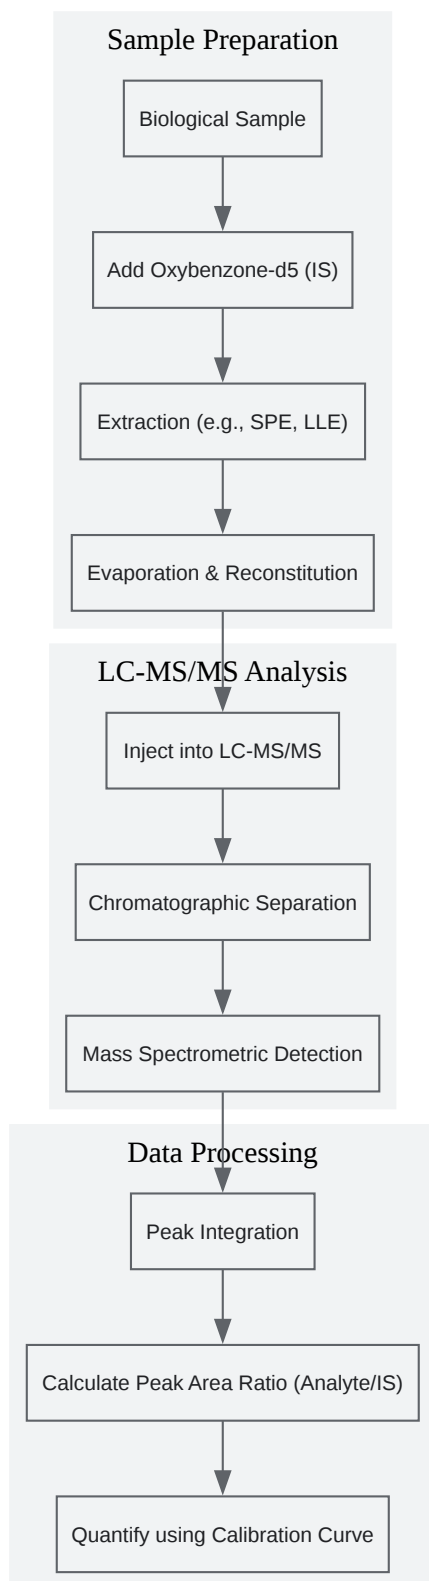 Sample Preparation
Biological Sample
Add Oxybenzone-d5 (IS)
Extraction (e.g., SPE, LLE)
Evaporation & Reconstitution
LC-MS/MS Analysis
Inject into LC-MS/MS
Chromatographic Separation
Mass Spectrometric Detection
Data Processing
Peak Integration
Calculate Peak Area Ratio (Analyte/IS)
Quantify using Calibration Curve